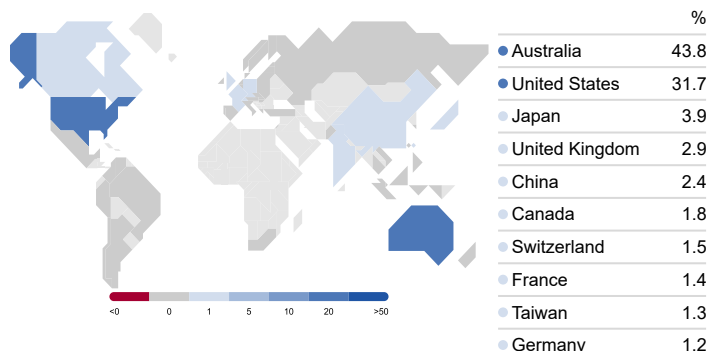 %
Australia 43.8
United States 31.7
Japan 3.9
United Kingdom 2.9
China 2.4
Canada 1.8
Switzerland 1.5
France 1.4
Taiwan 1.3
Germany 1.2
<0 0 1 5 10 20 >50